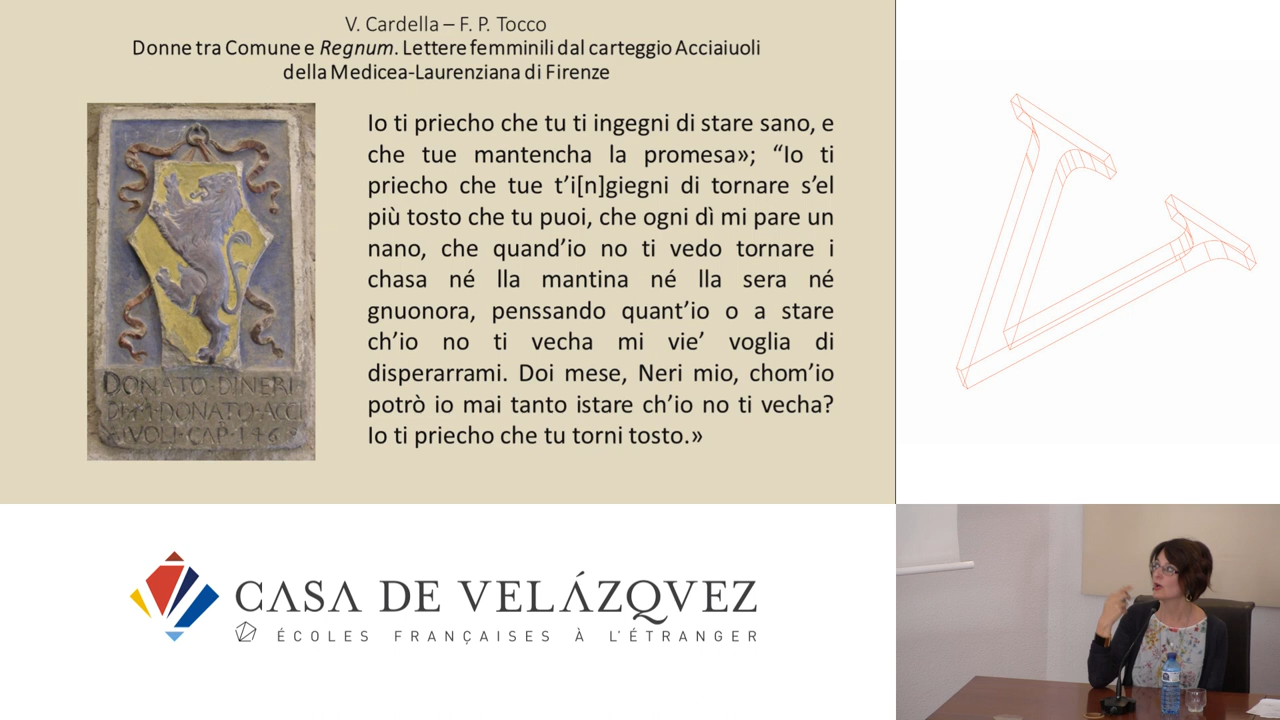 V. Cardella – F. P. Tocco
Donne tra Comune e Regnum. Lettere femminili dal carteggio Acciaiuoli
della Medicea-Laurenziana di Firenze
Io ti priecho che tu ti ingegni di stare sano, e
che tue mantencha la promesa»; “Io ti
priecho che tue t’i[n]giegni di tornare s’el
più tosto che tu puoi, che ogni dì mi pare un
nano, che quand’io no ti vedo tornare i
chasa né lla mantina né lla sera né
gnuonora, penssando quant’io o a stare
ch’io no ti vecha mi vie’ voglia di
disperarrami. Doi mese, Neri mio, chom’io
potrò io mai tanto istare ch’io no ti vecha?
Io ti priecho che tu torni tosto.»
DONATO·DINERI
DONATO·ACCI
IVOLI·CAP·146
CASA DE VELÁZQVEZ
ÉCOLES FRANÇAISES À L'ÉTRANGER